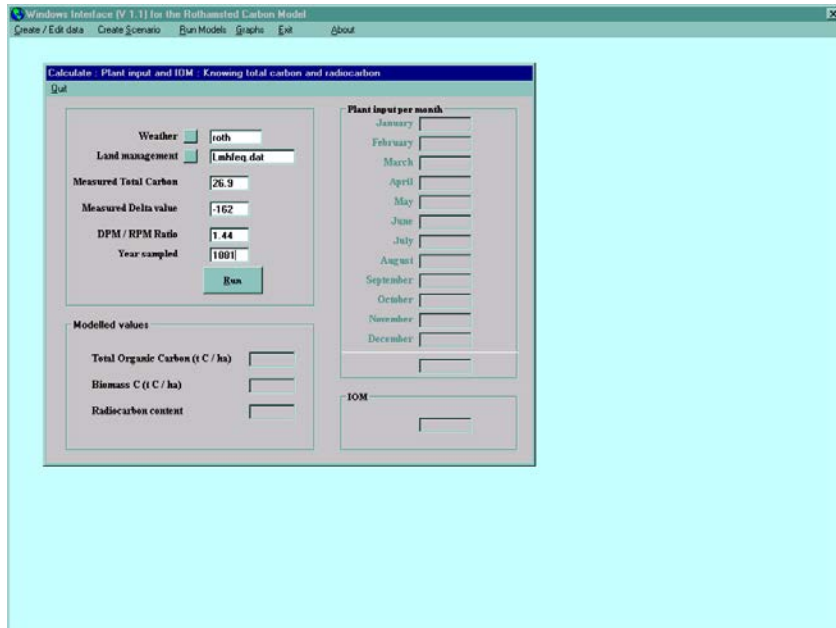 Windows Interface (V 1.1) for the Rothamsted Carbon Model
Create / Edit data Create Scenario Run Models Graphs Exit About
Calculate : Plant input and IOM : Knowing total carbon and radiocarbon
Quit
Weather roth
Land management Lmhfeq.dat
Measured Total Carbon 26.9
Measured Delta value -162
DPM / RPM Ratio 1.44
Year sampled 1881
Run
Modelled values
Total Organic Carbon (t C / ha)
Biomass C (t C / ha)
Radiocarbon content
Plant input per month
January
February
March
April
May
June
July
August
September
October
November
December
IOM